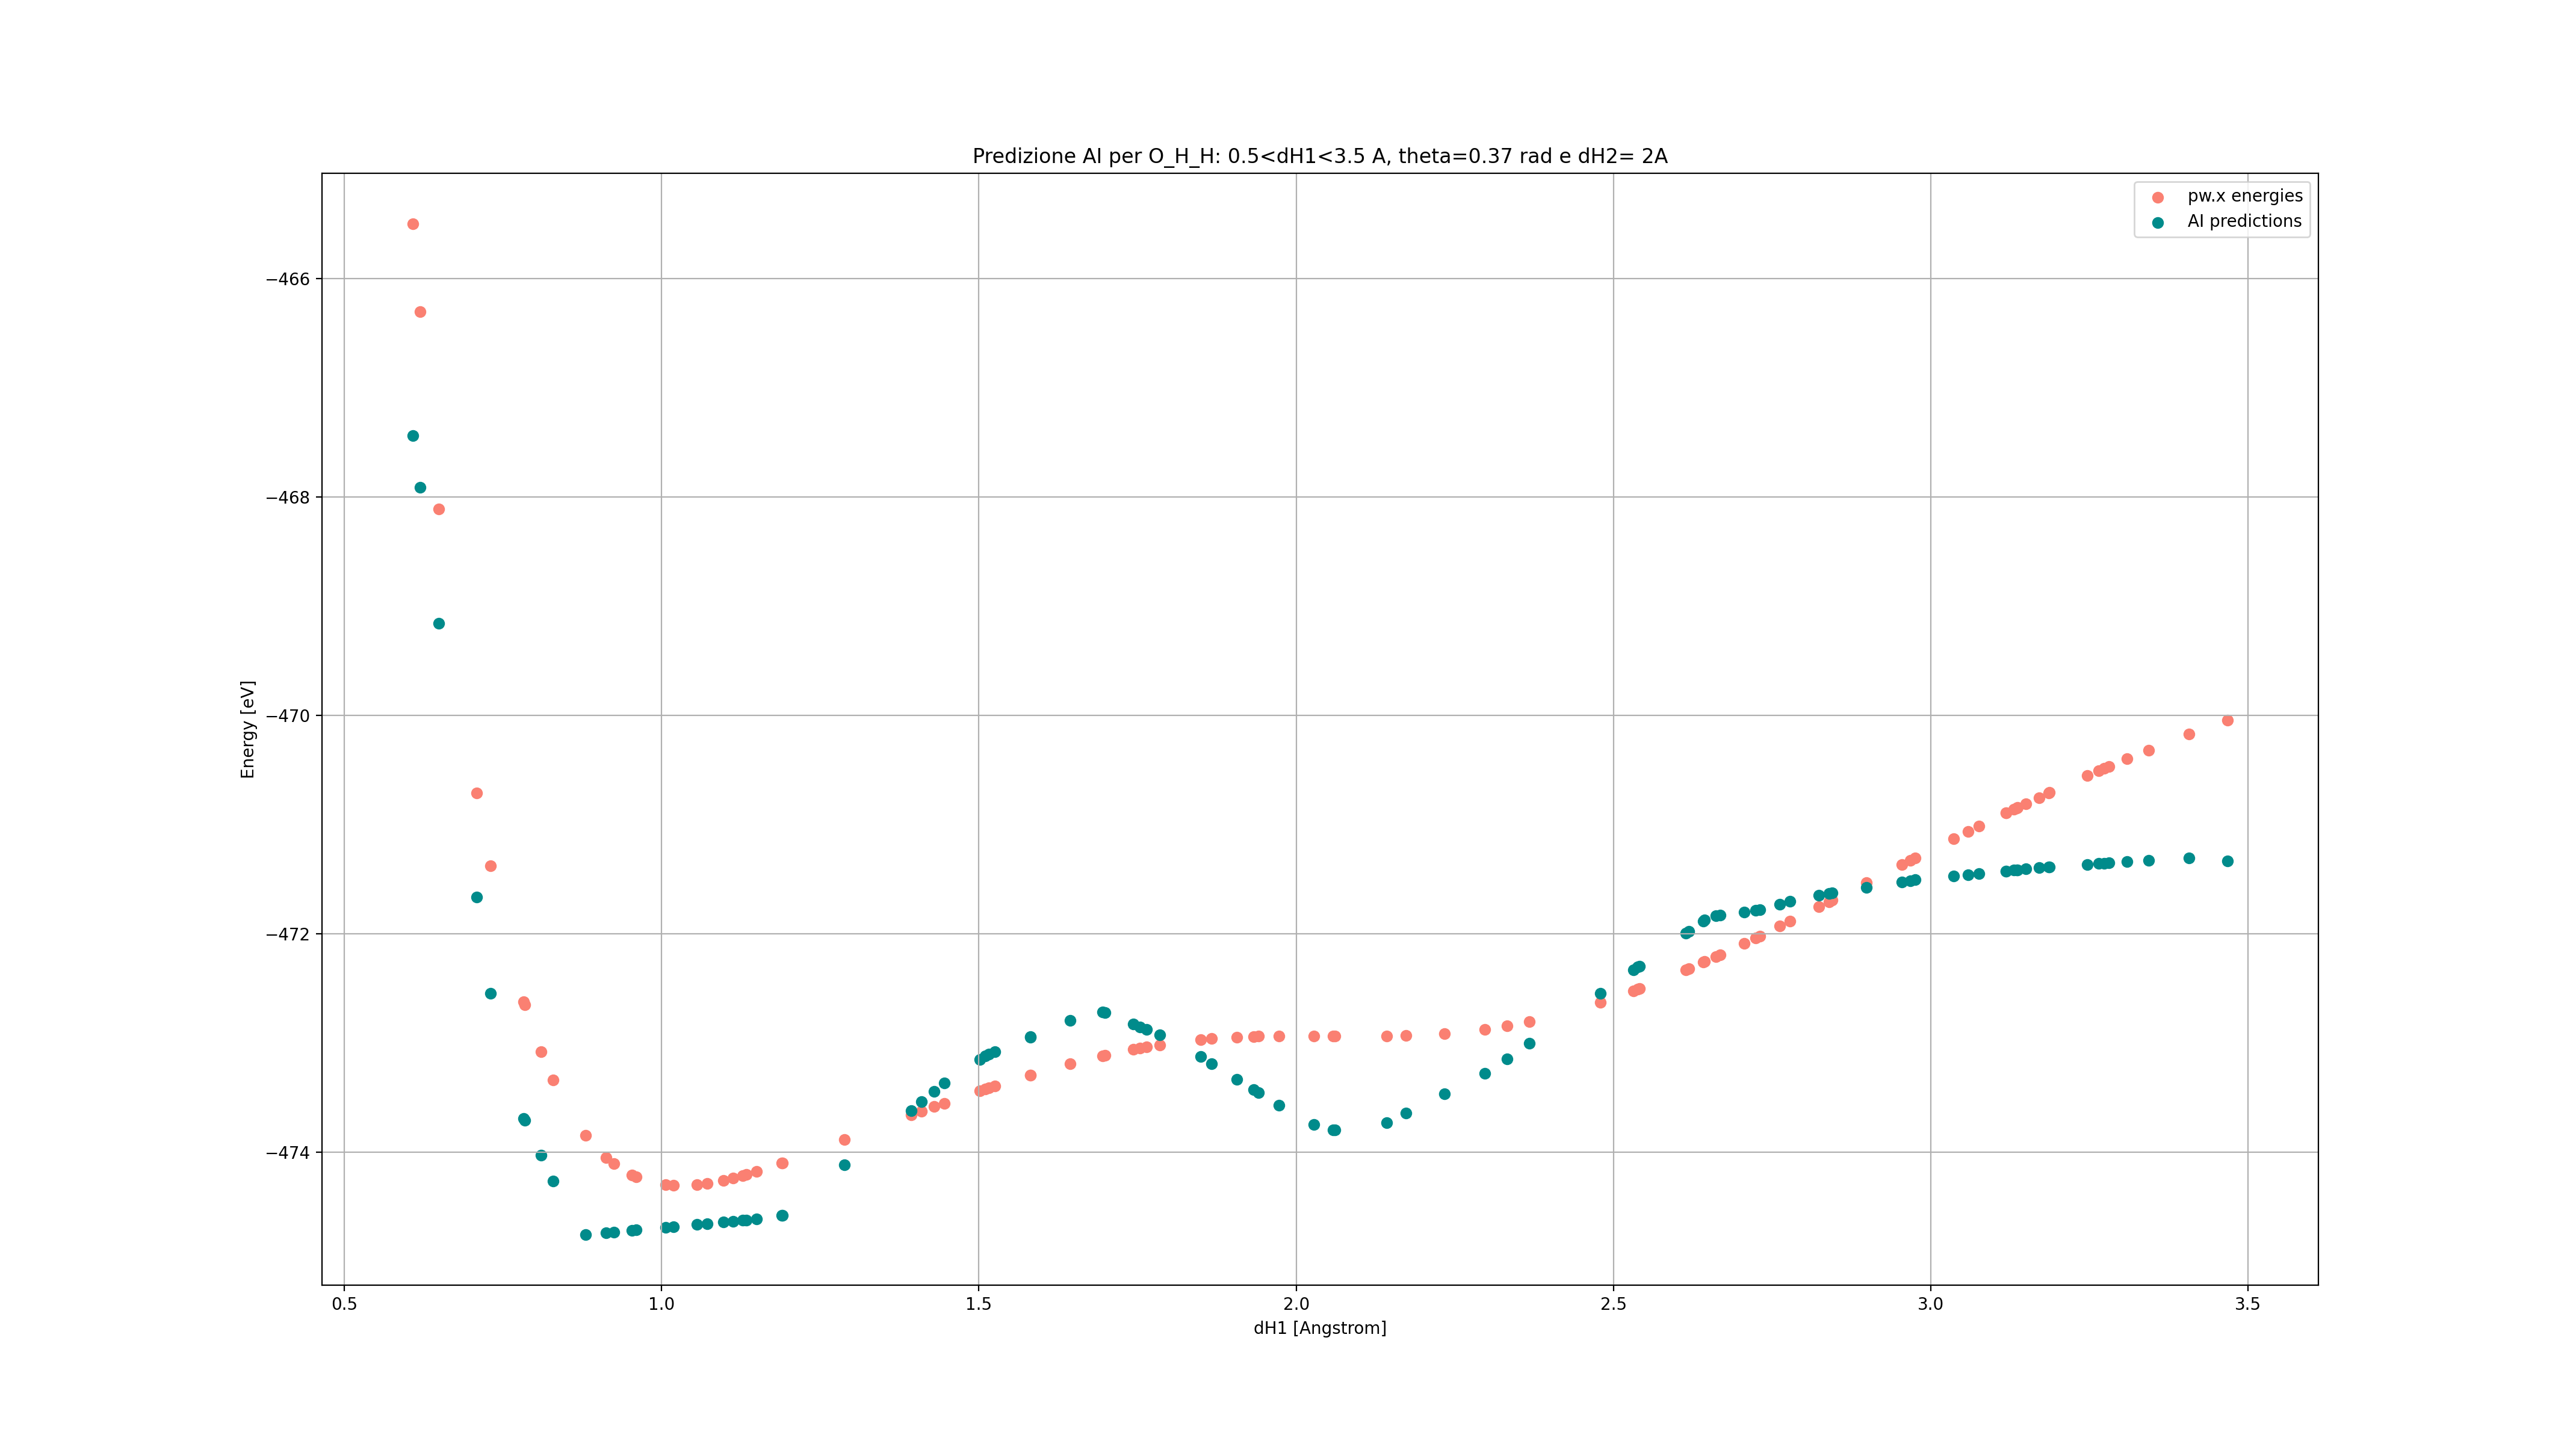 Predizione AI per O_H_H: 0.5<dH1<3.5 A, theta=0.37 rad e dH2= 2A
pw.x energies
AI predictions
Energy [eV]
−466
−468
−470
−472
−474
0.5 1.0 1.5 2.0 2.5 3.0 3.5
dH1 [Angstrom]